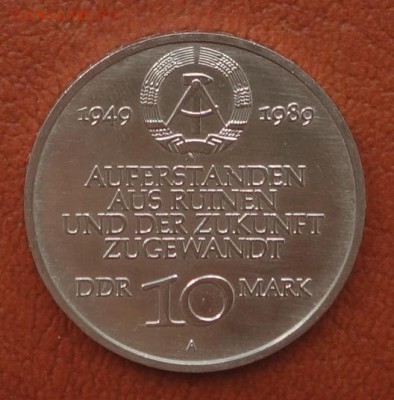 1949 1989
AUFERSTANDEN
AUS RUINEN
UND DER ZUKUNFT
ZUGEWANDT
DDR 10 MARK
A